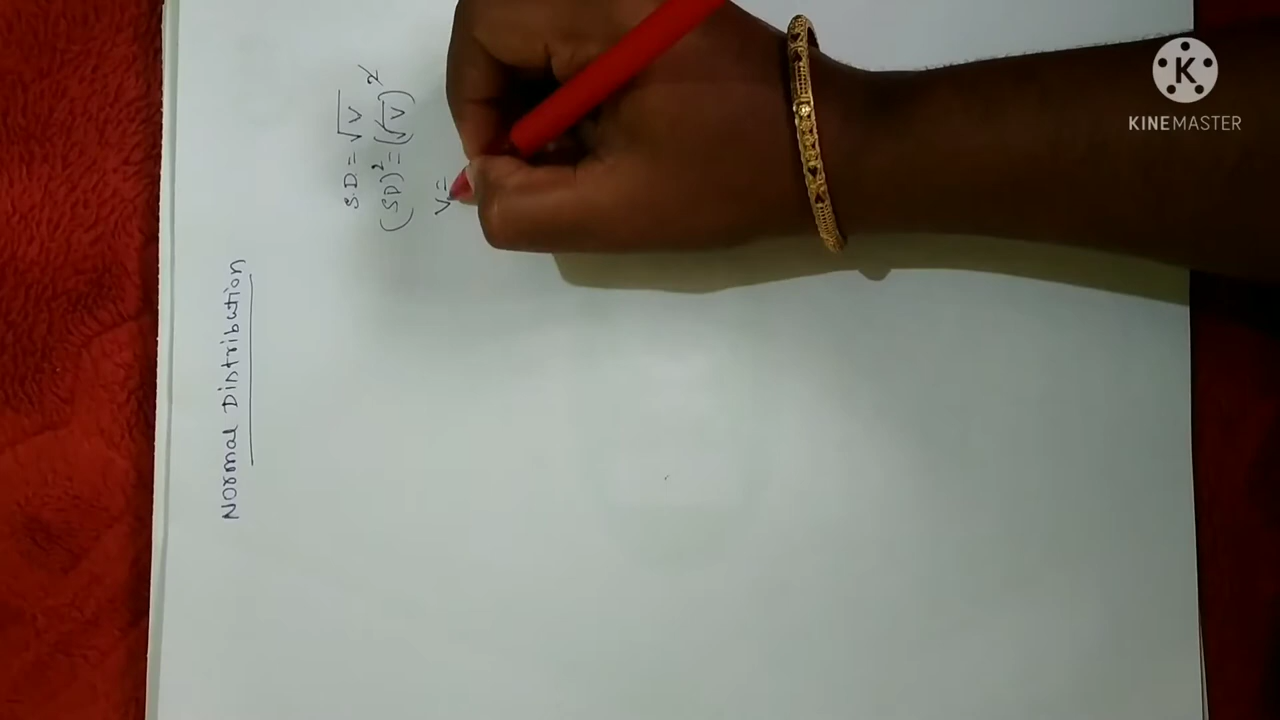 Normal Distribution
S.D. = √V
(SD)² = (√V)²
V =
KINEMASTER